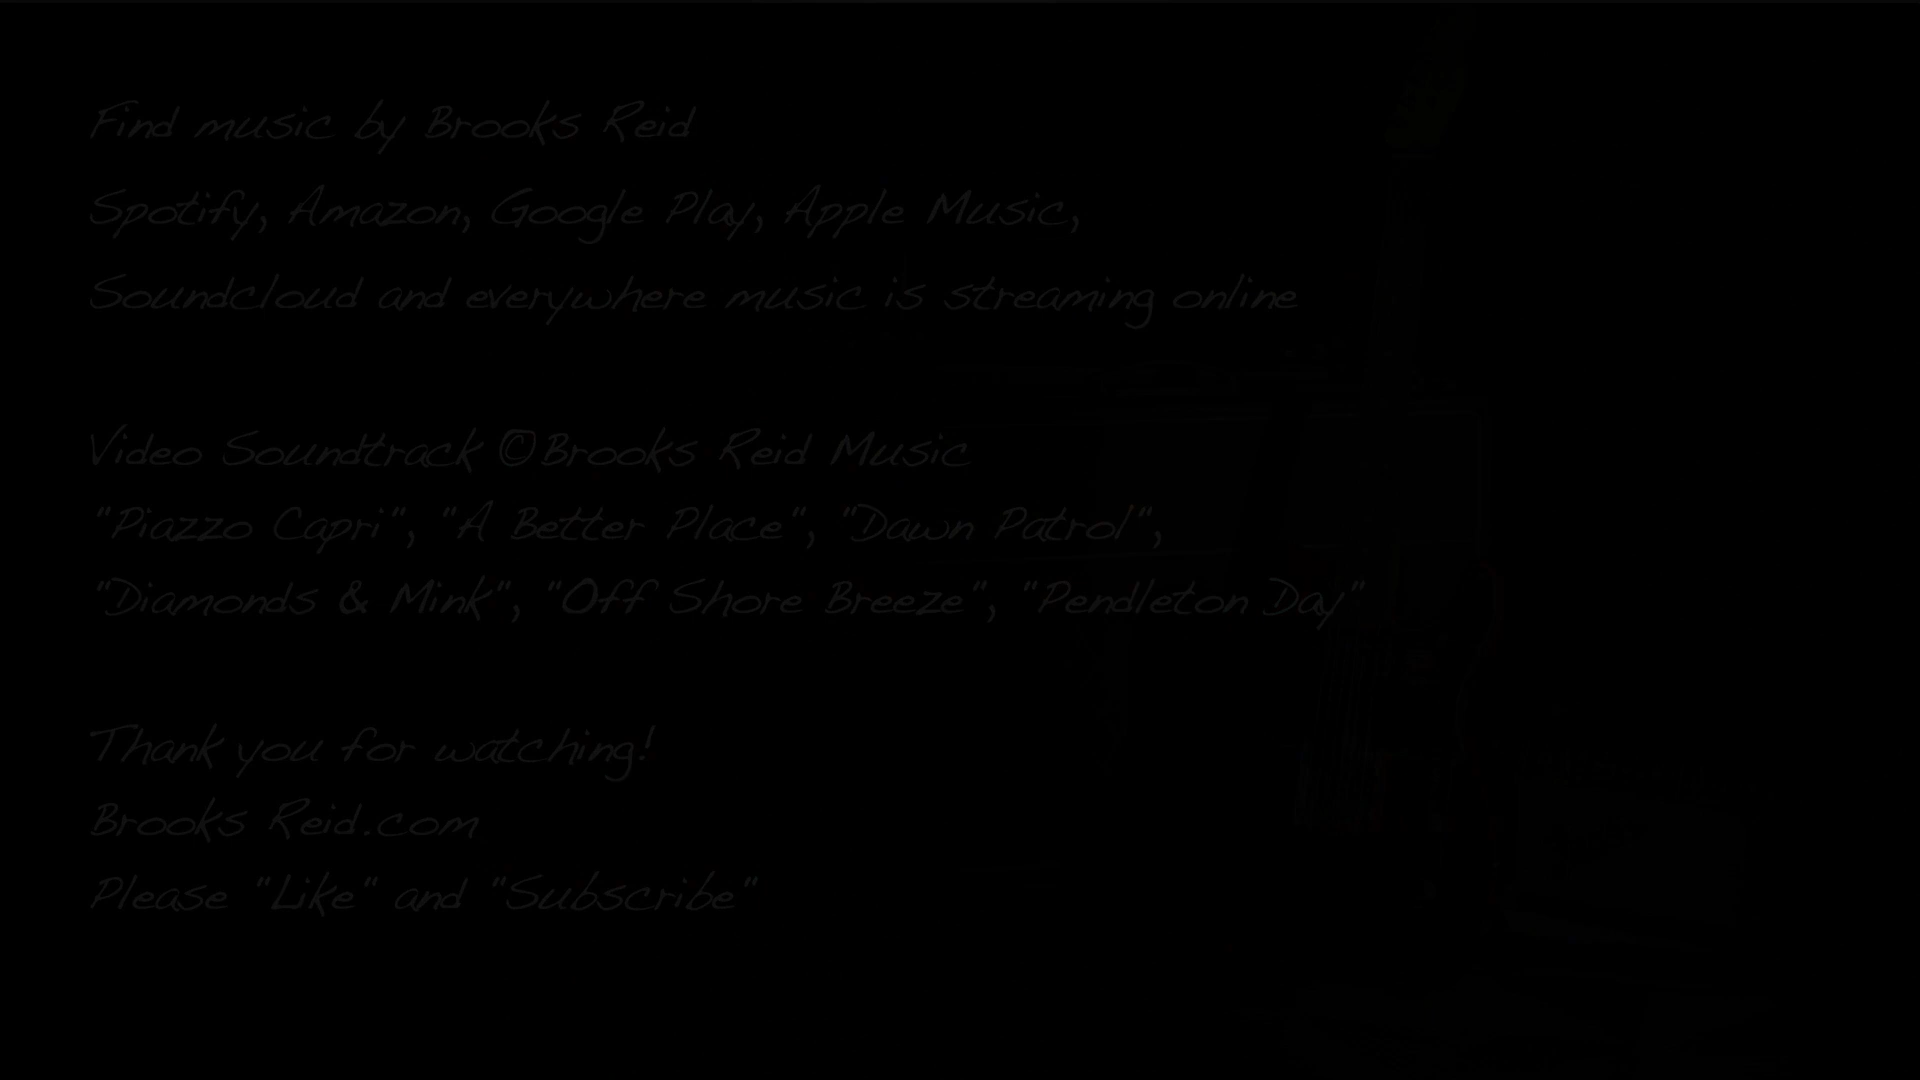 Find music by Brooks Reid
Spotify, Amazon, Google Play, Apple Music,
Soundcloud and everywhere music is streaming online
Video Soundtrack ©Brooks Reid Music
"Piazzo Capri", "A Better Place", "Dawn Patrol",
"Diamonds & Mink", "Off Shore Breeze", "Pendleton Day"
Thank you for watching!
Brooks Reid.com
Please "Like" and "Subscribe"